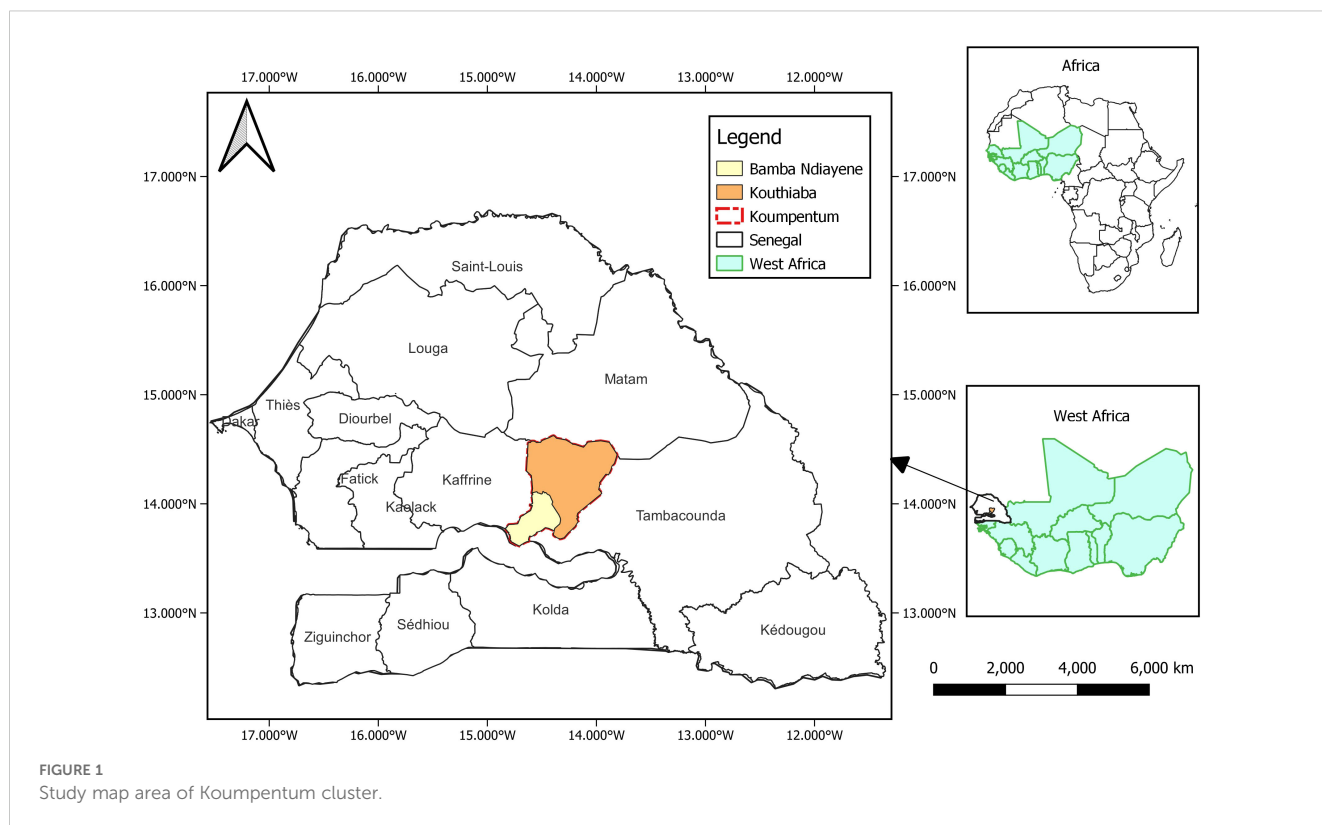 17.000°W 16.000°W 15.000°W 14.000°W 13.000°W 12.000°W
17.000°N
16.000°N
15.000°N
14.000°N
13.000°N
Legend
Bamba Ndiayene
Kouthiaba
Koumpentum
Senegal
West Africa
Saint-Louis
Louga
Matam
Thiès
Dakar
Diourbel
Fatick
Kaffrine
Kaolack
Tambacounda
Kolda
Sédhiou
Ziguinchor
Kédougou
17.000°N
16.000°N
15.000°N
14.000°N
13.000°N
17.000°W 16.000°W 15.000°W 14.000°W 13.000°W 12.000°W
Africa
West Africa
0 2,000 4,000 6,000 km
FIGURE 1
Study map area of Koumpentum cluster.